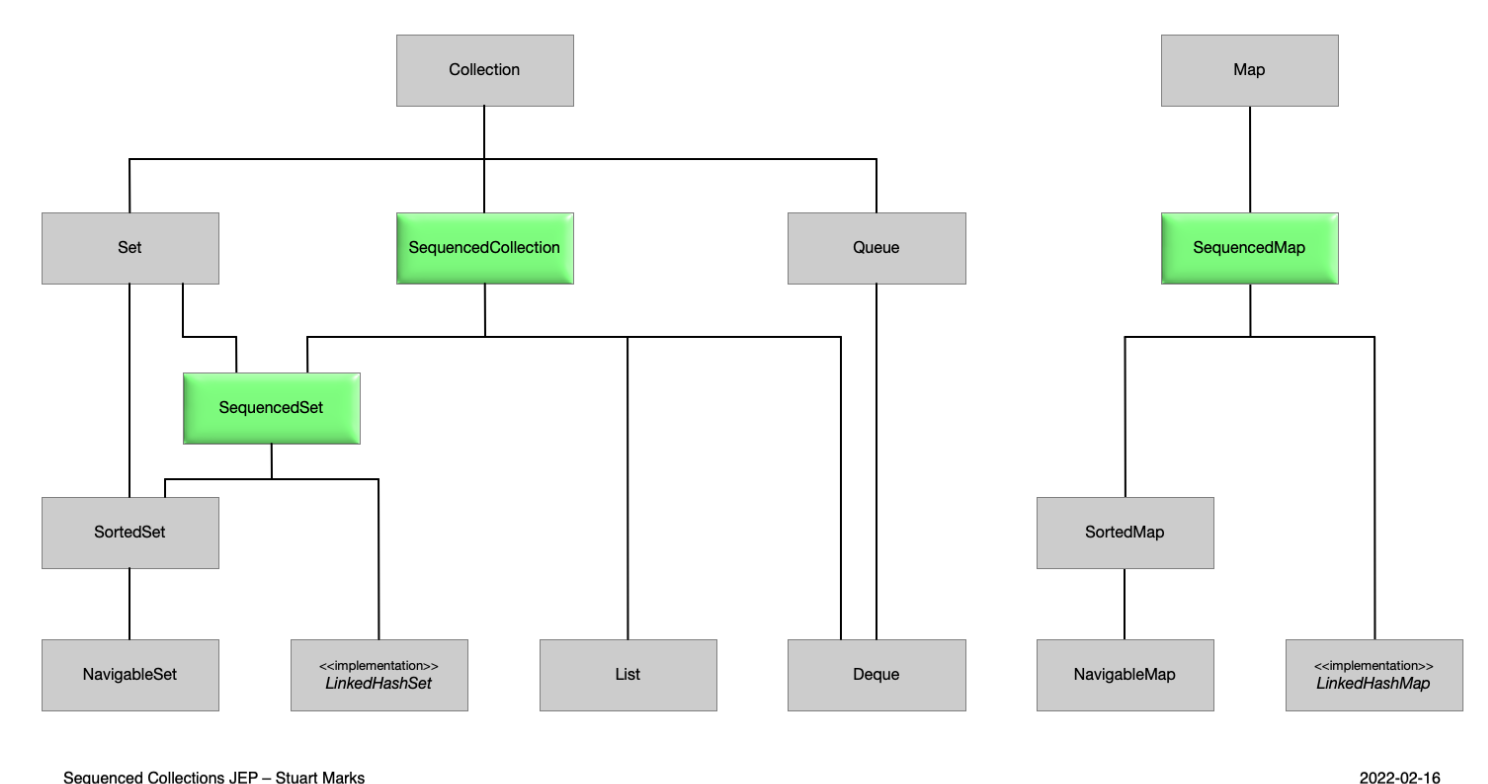 Collection
Map
Set
SequencedCollection
Queue
SequencedMap
SequencedSet
SortedSet
SortedMap
NavigableSet
<<implementation>>
LinkedHashSet
List
Deque
NavigableMap
<<implementation>>
LinkedHashMap
Sequenced Collections JEP – Stuart Marks
2022-02-16